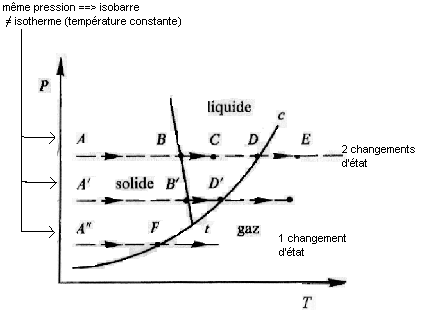 même pression ==> isobarre
≠ isotherme (température constante)
P
liquide
c
A B C D E
2 changements
d'état
A' solide B' D'
A" F t gaz
1 changement
d'état
T